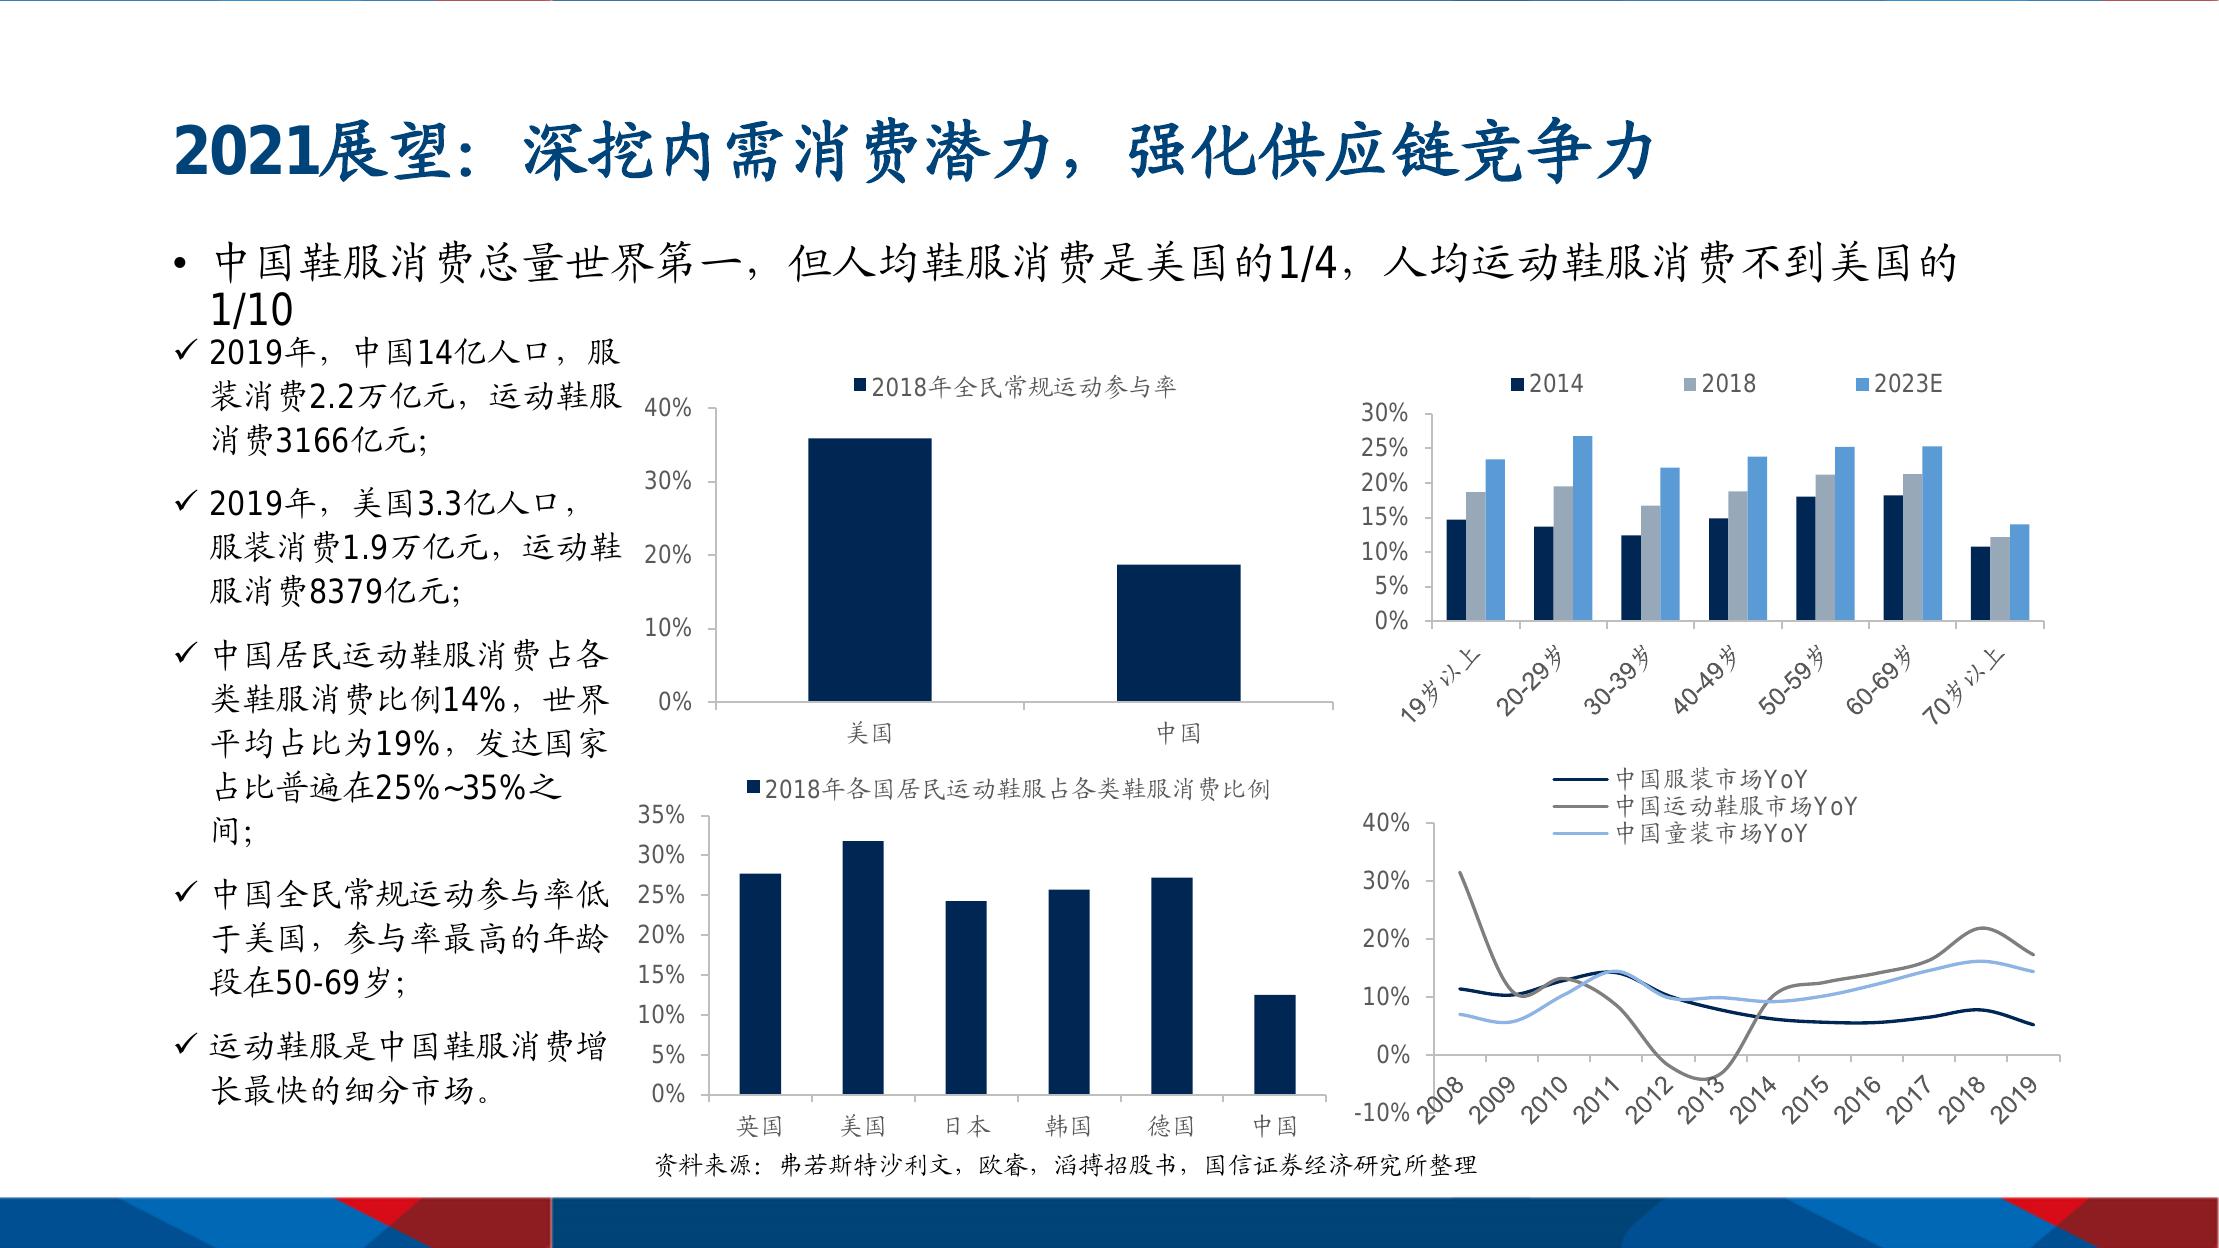 2021展望：深挖内需消费潜力，强化供应链竞争力
• 中国鞋服消费总量世界第一，但人均鞋服消费是美国的1/4，人均运动鞋服消费不到美国的
1/10
✓ 2019年，中国14亿人口，服
装消费2.2万亿元，运动鞋服
消费3166亿元；
✓ 2019年，美国3.3亿人口，
服装消费1.9万亿元，运动鞋
服消费8379亿元；
✓ 中国居民运动鞋服消费占各
类鞋服消费比例14%，世界
平均占比为19%，发达国家
占比普遍在25%~35%之
间；
✓ 中国全民常规运动参与率低
于美国，参与率最高的年龄
段在50-69岁；
✓ 运动鞋服是中国鞋服消费增
长最快的细分市场。
2018年全民常规运动参与率
40%
30%
20%
10%
0%
美国 中国
2014 2018 2023E
30%
25%
20%
15%
10%
5%
0%
19岁以上 20-29岁 30-39岁 40-49岁 50-59岁 60-69岁 70岁以上
2018年各国居民运动鞋服占各类鞋服消费比例
35%
30%
25%
20%
15%
10%
5%
0%
英国 美国 日本 韩国 德国 中国
中国服装市场YoY
中国运动鞋服市场YoY
中国童装市场YoY
40%
30%
20%
10%
0%
-10%
2008 2009 2010 2011 2012 2013 2014 2015 2016 2017 2018 2019
资料来源：弗若斯特沙利文，欧睿，滔搏招股书，国信证券经济研究所整理